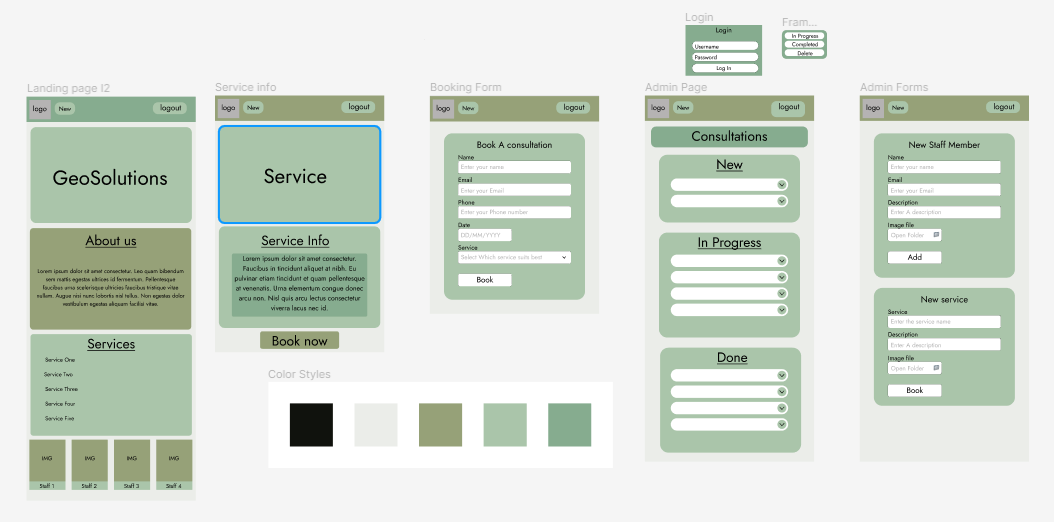 Login
Login
Username
Password
Log In
Fram...
In Progress
Completed
Delete
Landing page I2
logo
New
logout
GeoSolutions
About us
Lorem ipsum dolor sit amet consectetur. Leo quam bibendum
sem mattis egestas ultricies id fermentum. Pellentesque
faucibus arcu scelerisque ultricies faucibus tristique vitae
nullam. Augue nisi nunc lobortis nisl tellus. Non egestas dolor
vestibulum egestas aliquam facilisi vitae.
Services
Service One
Service Two
Service Three
Service Four
Service Five
IMG
IMG
IMG
IMG
Staff 1
Staff 2
Staff 3
Staff 4
Service info
logo
New
logout
Service
Service Info
Lorem ipsum dolor sit amet consectetur.
Faucibus in tincidunt aliquet at nibh. Eu
pulvinar etiam tincidunt et quam pellentesque
at venenatis. Urna elementum congue donec
arcu non. Nisl quis arcu lectus consectetur
viverra lacus nec id.
Book now
Color Styles
Booking Form
logo
New
logout
Book A consultation
Name
Enter your name
Email
Enter your Email
Phone
Enter your Phone number
Date
DD/MM/YYYY
Service
Select Which service suits best
Book
Admin Page
logo
New
logout
Consultations
New
In Progress
Done
Admin Forms
logo
New
logout
New Staff Member
Name
Enter your name
Email
Enter your Email
Description
Enter A description
Image file
Open Folder
Add
New service
Service
Enter the service name
Description
Enter A description
Image file
Open Folder
Book